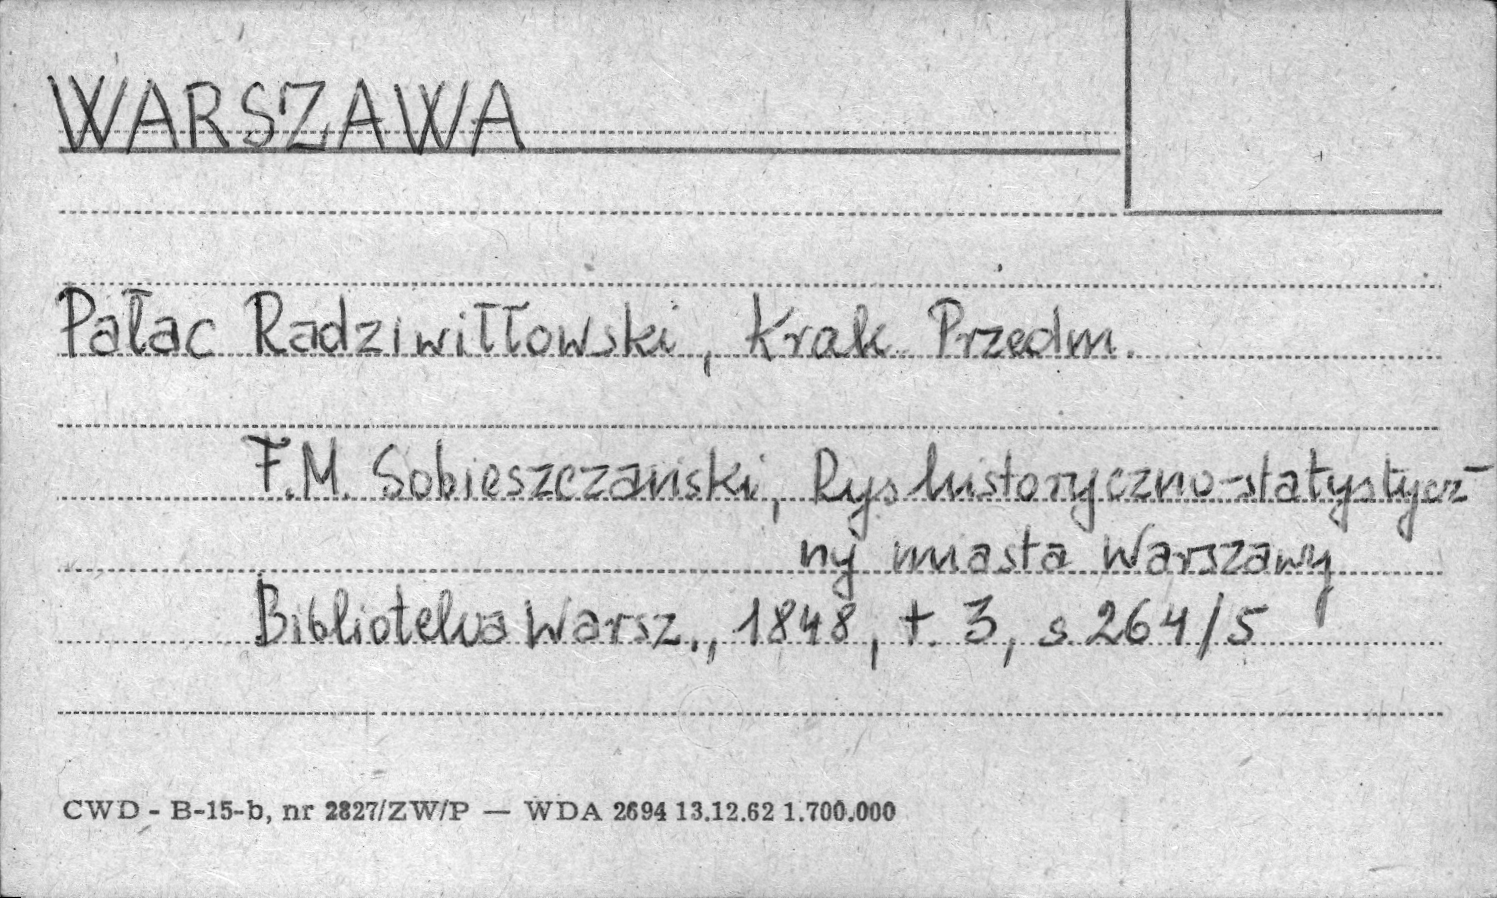 WARSZAWA
Pałac Radziwiłłowski, Krak. Przedm.
F.M. Sobieszczański, Rys historyczno-statystycz-
ny miasta Warszawy
Biblioteka Warsz., 1848, t. 3, s. 264/5
CWD - B-15-b, nr 2827/ZW/P — WDA 2694 13.12.62 1.700.000